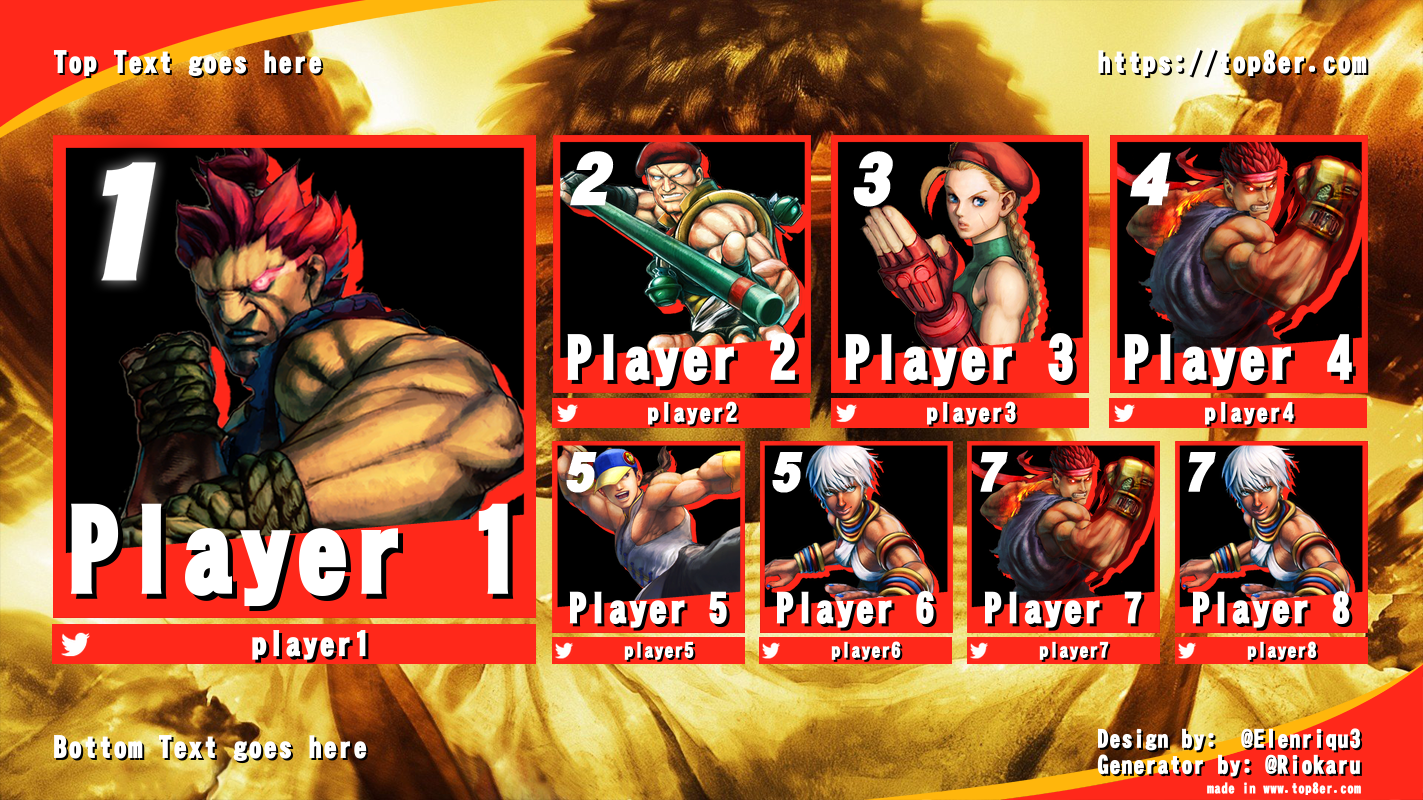 Top Text goes here
https://top8er.com
1
Player 1
player1
2
Player 2
player2
3
Player 3
player3
4
Player 4
player4
5
Player 5
player5
5
Player 6
player6
7
Player 7
player7
7
Player 8
player8
Bottom Text goes here
Design by: @Elenriqu3
Generator by: @Riokaru
made in www.top8er.com